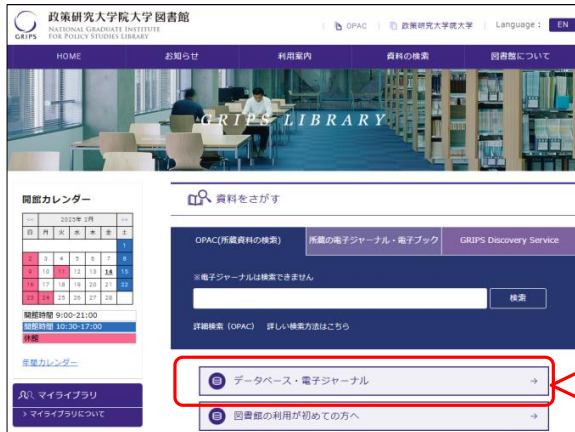 政策研究大学院大学図書館
NATIONAL GRADUATE INSTITUTE
FOR POLICY STUDIES LIBRARY
GRIPS
OPAC
政策研究大学院大学
Language：
EN
HOME
お知らせ
利用案内
資料の検索
図書館について
GRIPS LIBRARY
開館カレンダー
<< 2025年 2月 >>
日 月 火 水 木 金 土
1
2 3 4 5 6 7 8
9 10 11 12 13 14 15
16 17 18 19 20 21 22
23 24 25 26 27 28
開館時間 9:00-21:00
開館時間 10:30-17:00
休館
年間カレンダー
マイライブラリ
> マイライブラリについて
資料をさがす
OPAC(所蔵資料の検索)
所蔵の電子ジャーナル・電子ブック
GRIPS Discovery Service
※電子ジャーナルは検索できません
検索
詳細検索（OPAC） 詳しい検索方法はこちら
データベース・電子ジャーナル →
図書館の利用が初めての方へ →